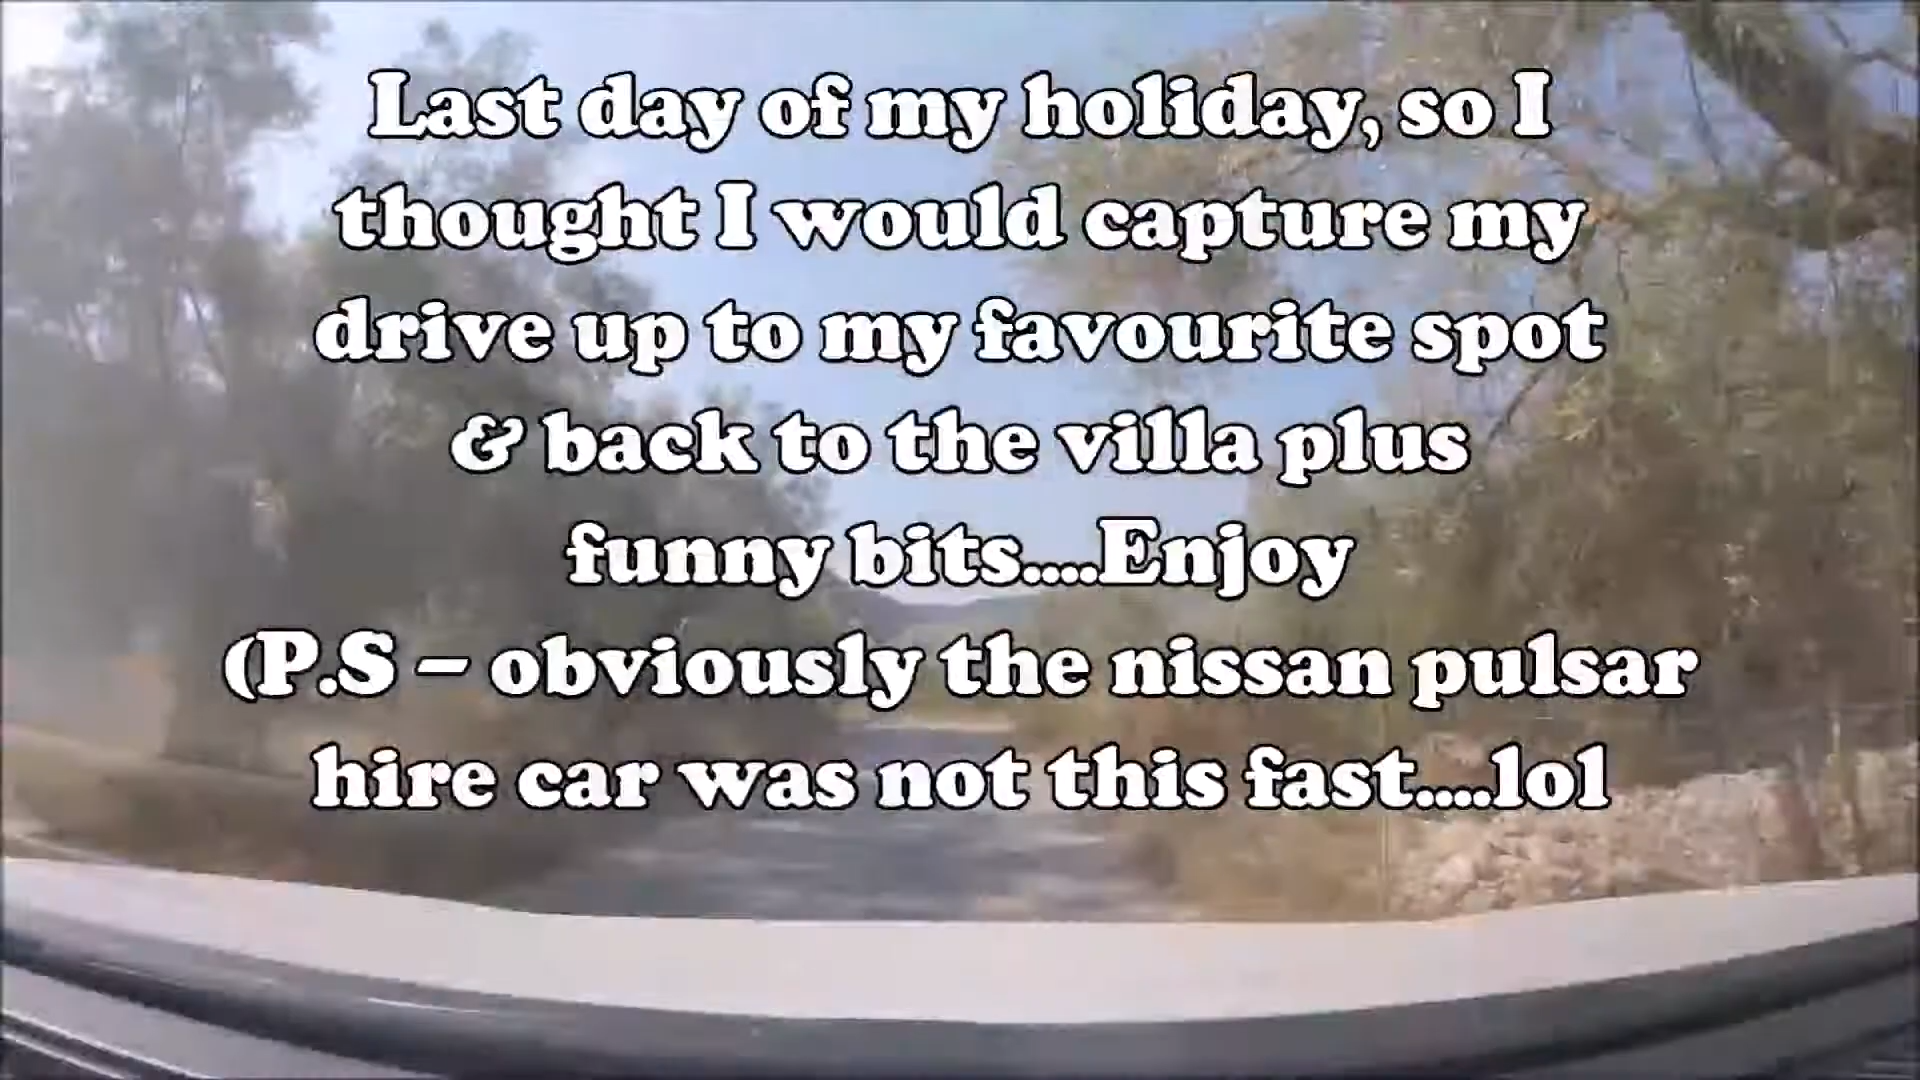 Last day of my holiday, so I
thought I would capture my
drive up to my favourite spot
& back to the villa plus
funny bits....Enjoy
(P.S – obviously the nissan pulsar
hire car was not this fast....lol